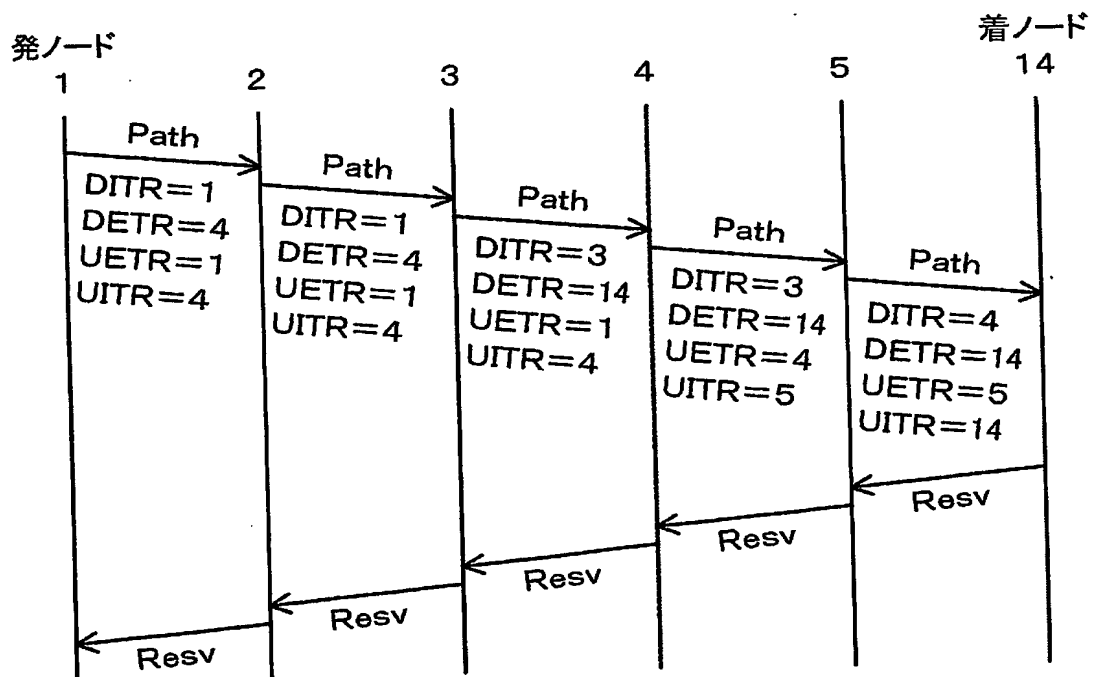 発ノード
着ノード
1
2
3
4
5
14
Path
DITR=1
DETR=4
UETR=1
UITR=4
Path
DITR=1
DETR=4
UETR=1
UITR=4
Path
DITR=3
DETR=14
UETR=1
UITR=4
Path
DITR=3
DETR=14
UETR=4
UITR=5
Path
DITR=4
DETR=14
UETR=5
UITR=14
Resv
Resv
Resv
Resv
Resv